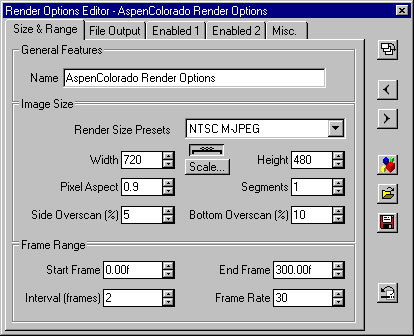 Render Options Editor - AspenColorado Render Options
Size & Range File Output Enabled 1 Enabled 2 Misc.
General Features
Name AspenColorado Render Options
Image Size
Render Size Presets NTSC M-JPEG
Width 720 Height 480
Scale...
Pixel Aspect 0.9 Segments 1
Side Overscan (%) 5 Bottom Overscan (%) 10
Frame Range
Start Frame 0.00f End Frame 300.00f
Interval (frames) 2 Frame Rate 30